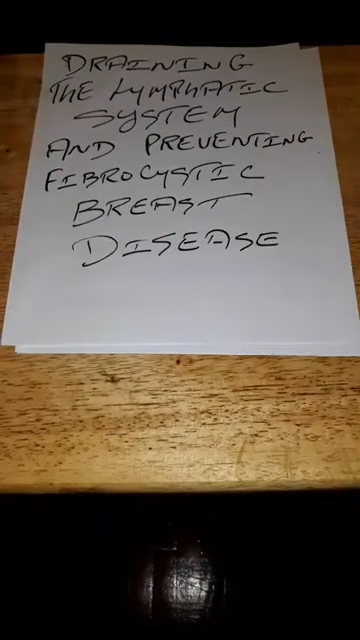 DRAINING
THE LYMPHATIC
SYSTEM
AND PREVENTING
FIBROCYSTIC
BREAST
DISEASE